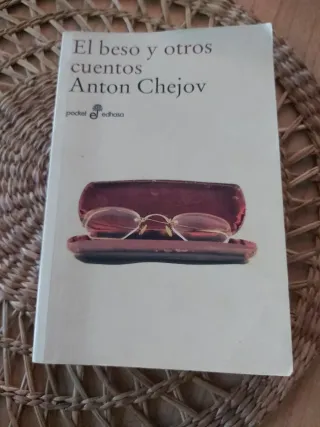 El beso y otros
cuentos
Anton Chejov
pocket edhasa